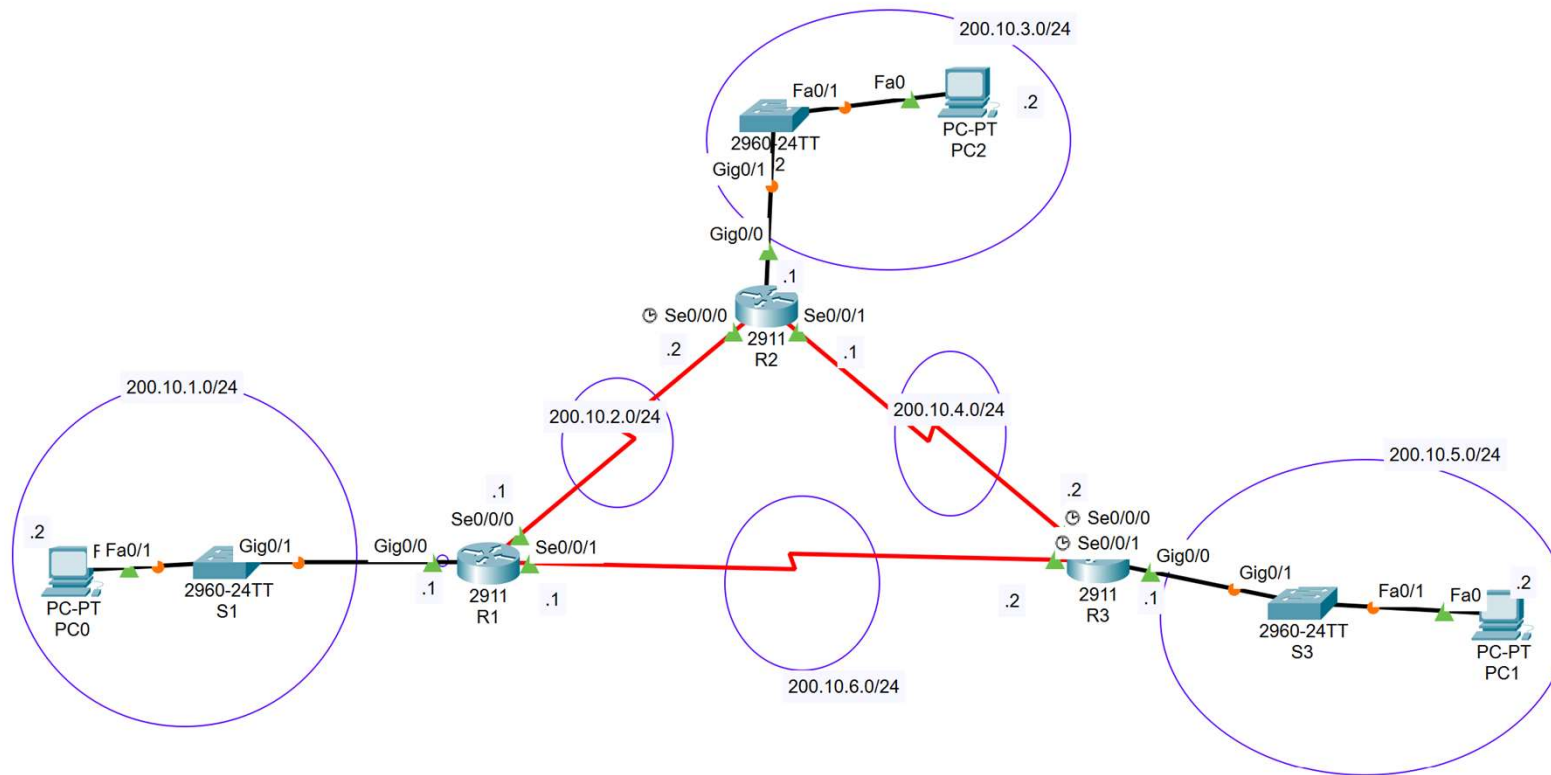 200.10.3.0/24
Fa0/1
Fa0
.2
2960-24TT
2
PC-PT
PC2
Gig0/1
Gig0/0
.1
Se0/0/0
Se0/0/1
.2
2911
R2
.1
200.10.1.0/24
200.10.2.0/24
200.10.4.0/24
200.10.5.0/24
.1
.2
Se0/0/0
Se0/0/0
.2
Fa0/1
Gig0/1
Gig0/0
Se0/0/1
Se0/0/1
Gig0/0
Gig0/1
Fa0/1
Fa0
.2
PC-PT
PC0
2960-24TT
S1
.1
2911
R1
.1
.2
2911
R3
.1
2960-24TT
S3
PC-PT
PC1
200.10.6.0/24